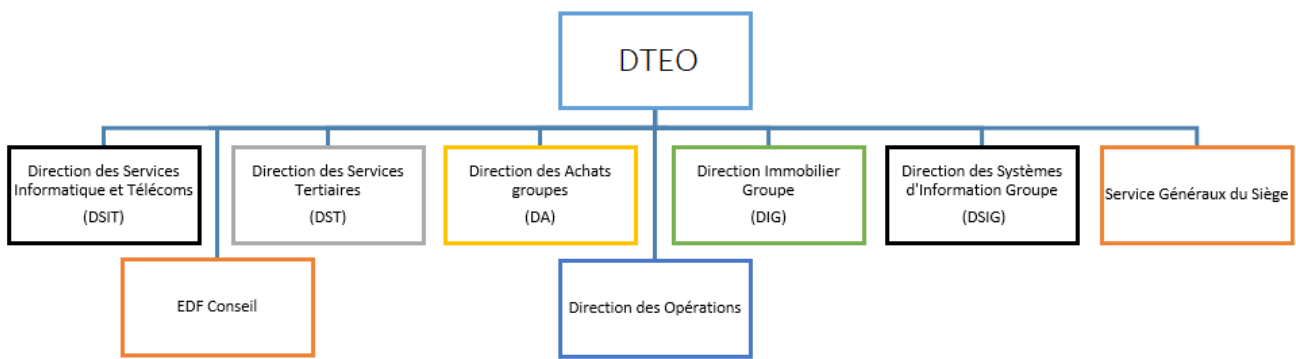 DTEO
Direction des Services
Informatique et Télécoms
(DSIT)
Direction des Services
Tertiaires
(DST)
Direction des Achats
groupes
(DA)
Direction Immobilier
Groupe
(DIG)
Direction des Systèmes
d'Information Groupe
(DSIG)
Service Généraux du Siège
EDF Conseil
Direction des Opérations